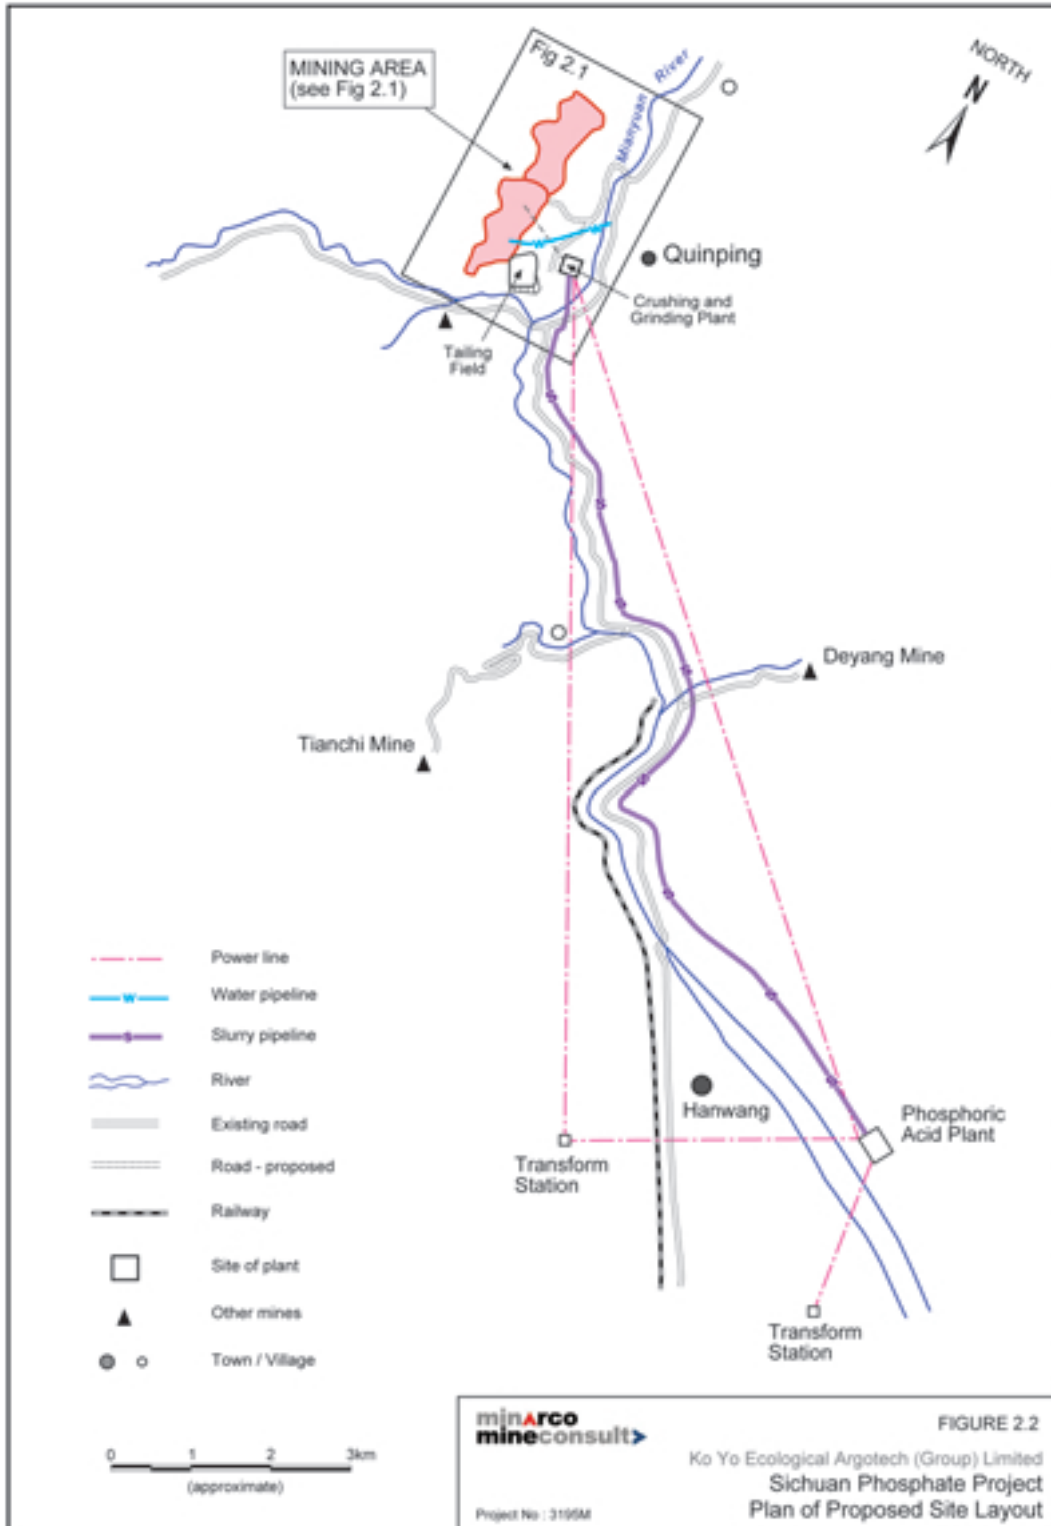 Fig 2.1
MINING AREA
(see Fig 2.1)
Mianyuan River
NORTH
N
W
W
Quinping
Crushing and
Grinding Plant
Tailing
Field
S
S
S
S
Deyang Mine
Tianchi Mine
S
S
S
S
Hanwang
Phosphoric
Acid Plant
Transform
Station
Transform
Station
Power line
W
Water pipeline
S
Slurry pipeline
River
Existing road
Road - proposed
Railway
Site of plant
Other mines
Town / Village
0 1 2 3km
(approximate)
minarco
mineconsult
Project No : 3195M
FIGURE 2.2
Ko Yo Ecological Argotech (Group) Limited
Sichuan Phosphate Project
Plan of Proposed Site Layout